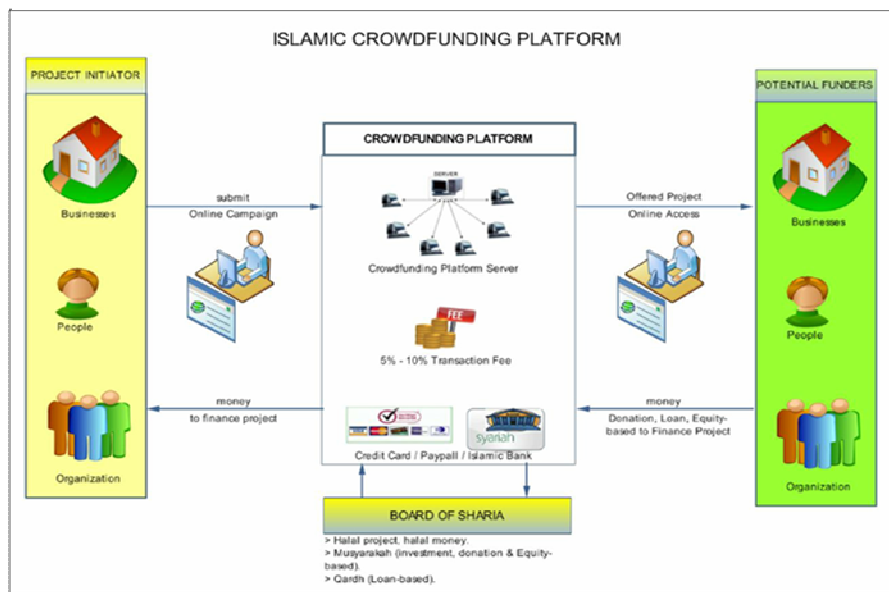 ISLAMIC CROWDFUNDING PLATFORM
PROJECT INITIATOR
Businesses
People
Organization
submit
Online Campaign
money
to finance project
CROWDFUNDING PLATFORM
SERVER
Crowdfunding Platform Server
FEE
5% - 10% Transaction Fee
syariah
Credit Card / Paypall / Islamic Bank
BOARD OF SHARIA
> Halal project, halal money.
> Musyarakah (investment, donation & Equity-
based).
> Qardh (Loan-based).
Offered Project
Online Access
money
Donation, Loan, Equity-
based to Finance Project
POTENTIAL FUNDERS
Businesses
People
Organization